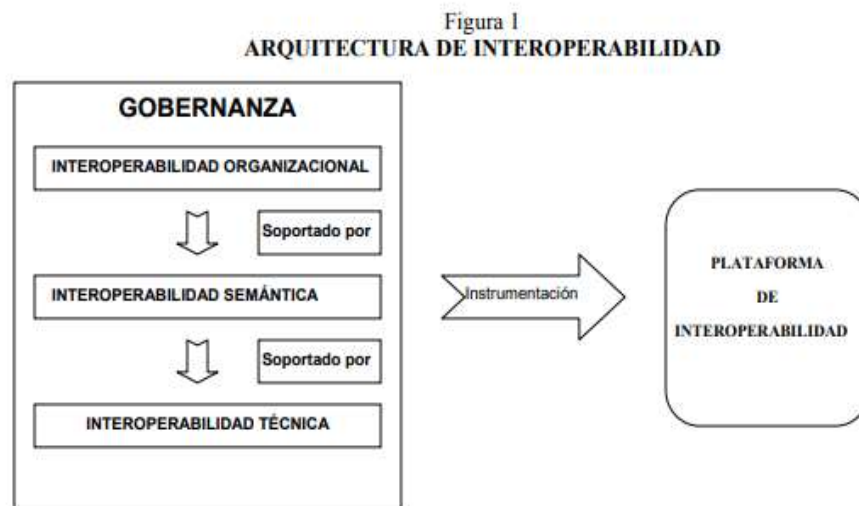 Figura 1
ARQUITECTURA DE INTEROPERABILIDAD
GOBERNANZA
INTEROPERABILIDAD ORGANIZACIONAL
Soportado por
INTEROPERABILIDAD SEMÁNTICA
Soportado por
INTEROPERABILIDAD TÉCNICA
Instrumentación
PLATAFORMA
DE
INTEROPERABILIDAD